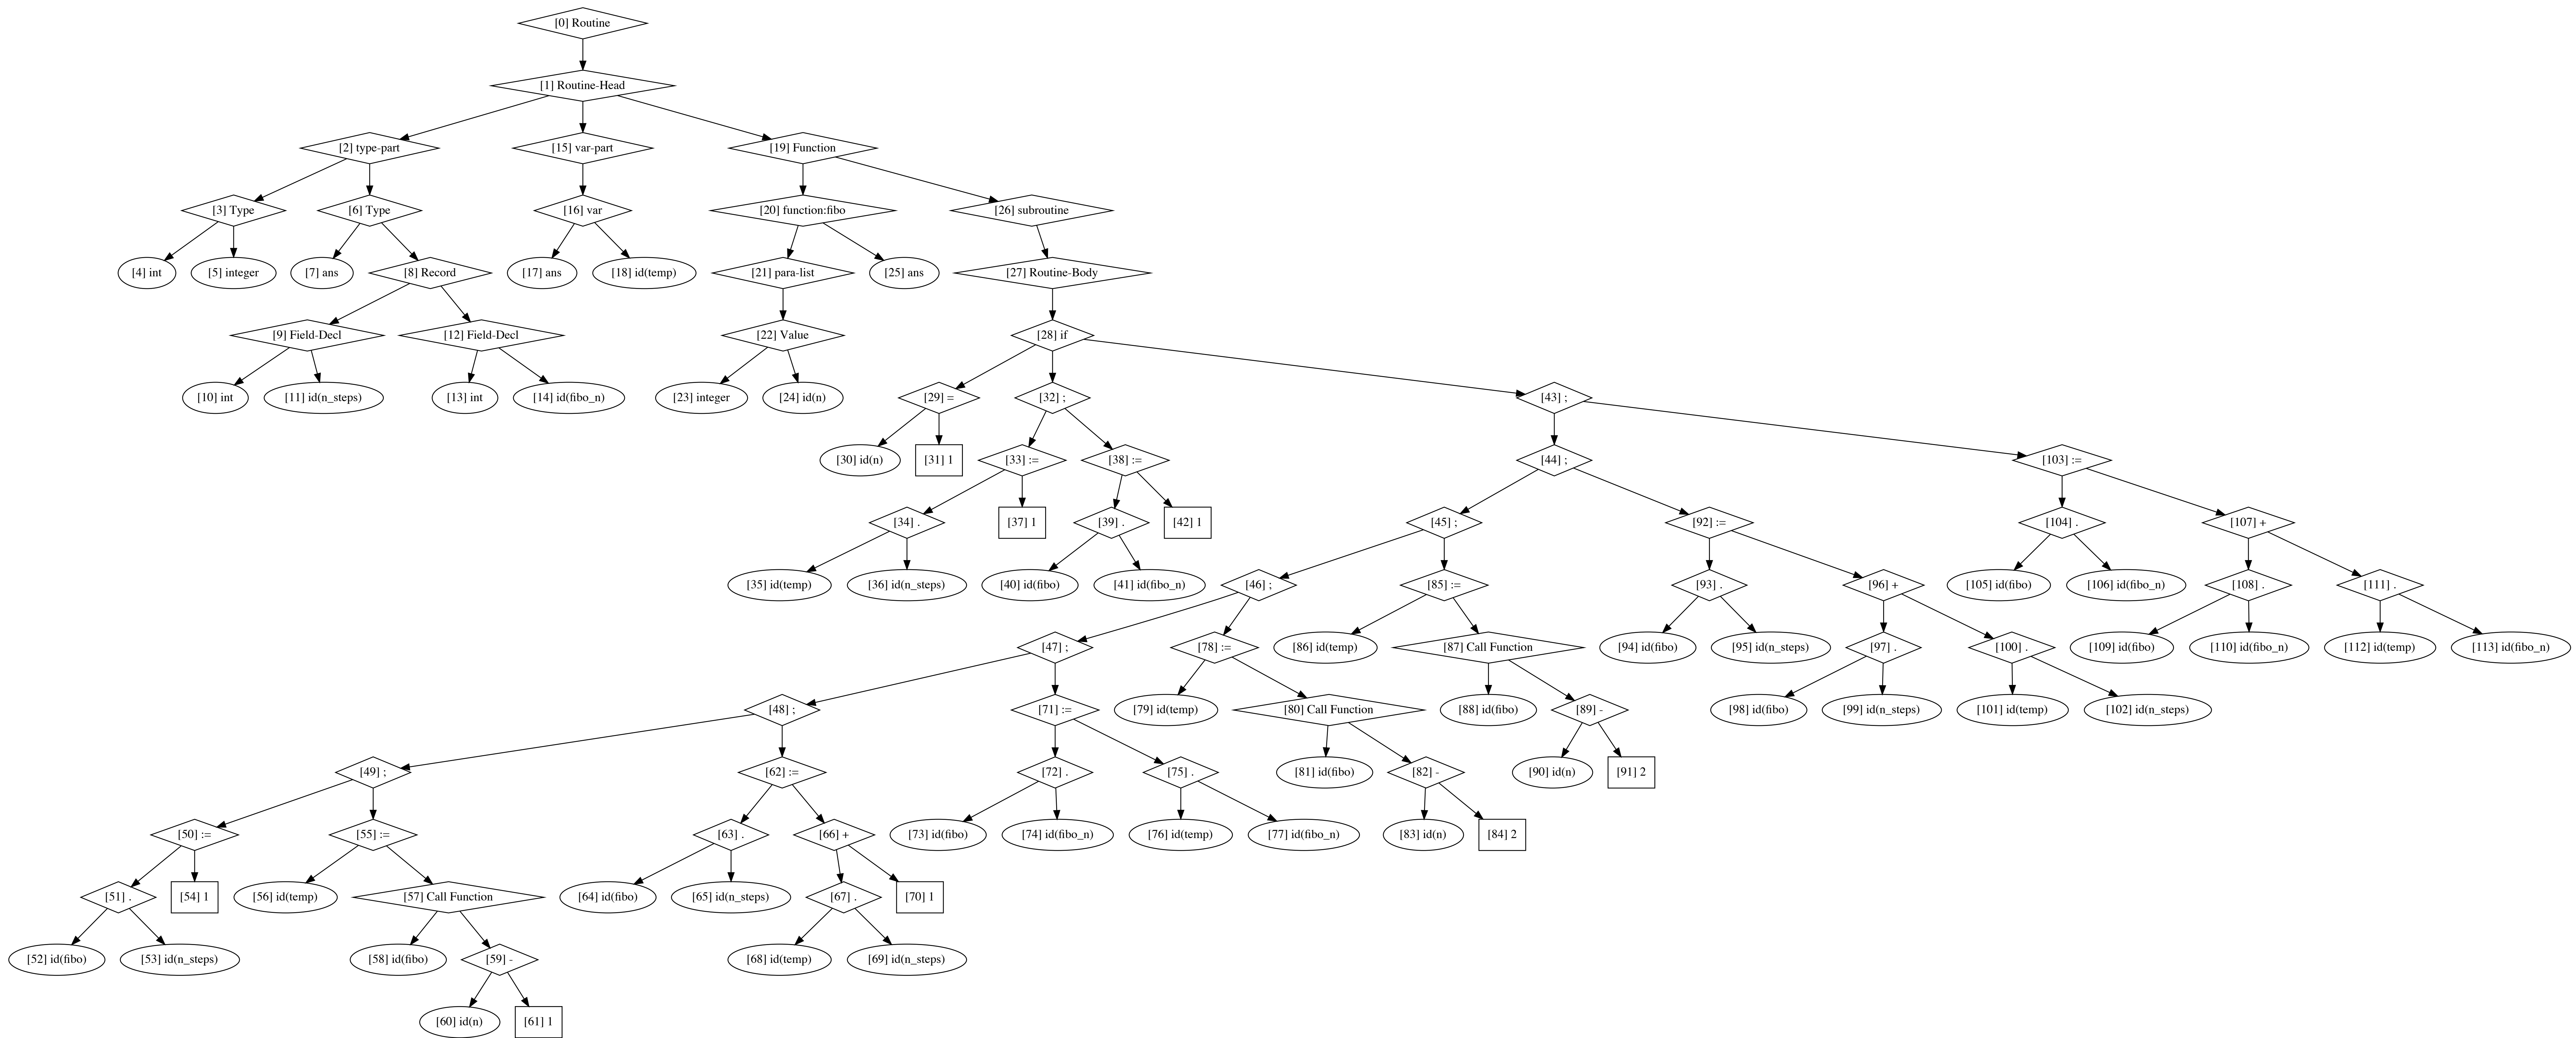 [0] Routine
[1] Routine-Head
[2] type-part
[15] var-part
[19] Function
[3] Type
[6] Type
[16] var
[20] function:fibo
[26] subroutine
[4] int
[5] integer
[7] ans
[8] Record
[17] ans
[18] id(temp)
[21] para-list
[25] ans
[27] Routine-Body
[9] Field-Decl
[12] Field-Decl
[22] Value
[28] if
[10] int
[11] id(n_steps)
[13] int
[14] id(fibo_n)
[23] integer
[24] id(n)
[29] =
[32] ;
[43] ;
[30] id(n)
[31] 1
[33] :=
[38] :=
[44] ;
[103] :=
[34] .
[37] 1
[39] .
[42] 1
[45] ;
[92] :=
[104] .
[107] +
[35] id(temp)
[36] id(n_steps)
[40] id(fibo)
[41] id(fibo_n)
[46] ;
[85] :=
[93] .
[96] +
[105] id(fibo)
[106] id(fibo_n)
[108] .
[111] .
[47] ;
[78] :=
[86] id(temp)
[87] Call Function
[94] id(fibo)
[95] id(n_steps)
[97] .
[100] .
[109] id(fibo)
[110] id(fibo_n)
[112] id(temp)
[113] id(fibo_n)
[48] ;
[71] :=
[79] id(temp)
[80] Call Function
[88] id(fibo)
[89] -
[98] id(fibo)
[99] id(n_steps)
[101] id(temp)
[102] id(n_steps)
[49] ;
[62] :=
[72] .
[75] .
[81] id(fibo)
[82] -
[90] id(n)
[91] 2
[50] :=
[55] :=
[63] .
[66] +
[73] id(fibo)
[74] id(fibo_n)
[76] id(temp)
[77] id(fibo_n)
[83] id(n)
[84] 2
[51] .
[54] 1
[56] id(temp)
[57] Call Function
[64] id(fibo)
[65] id(n_steps)
[67] .
[70] 1
[52] id(fibo)
[53] id(n_steps)
[58] id(fibo)
[59] -
[68] id(temp)
[69] id(n_steps)
[60] id(n)
[61] 1